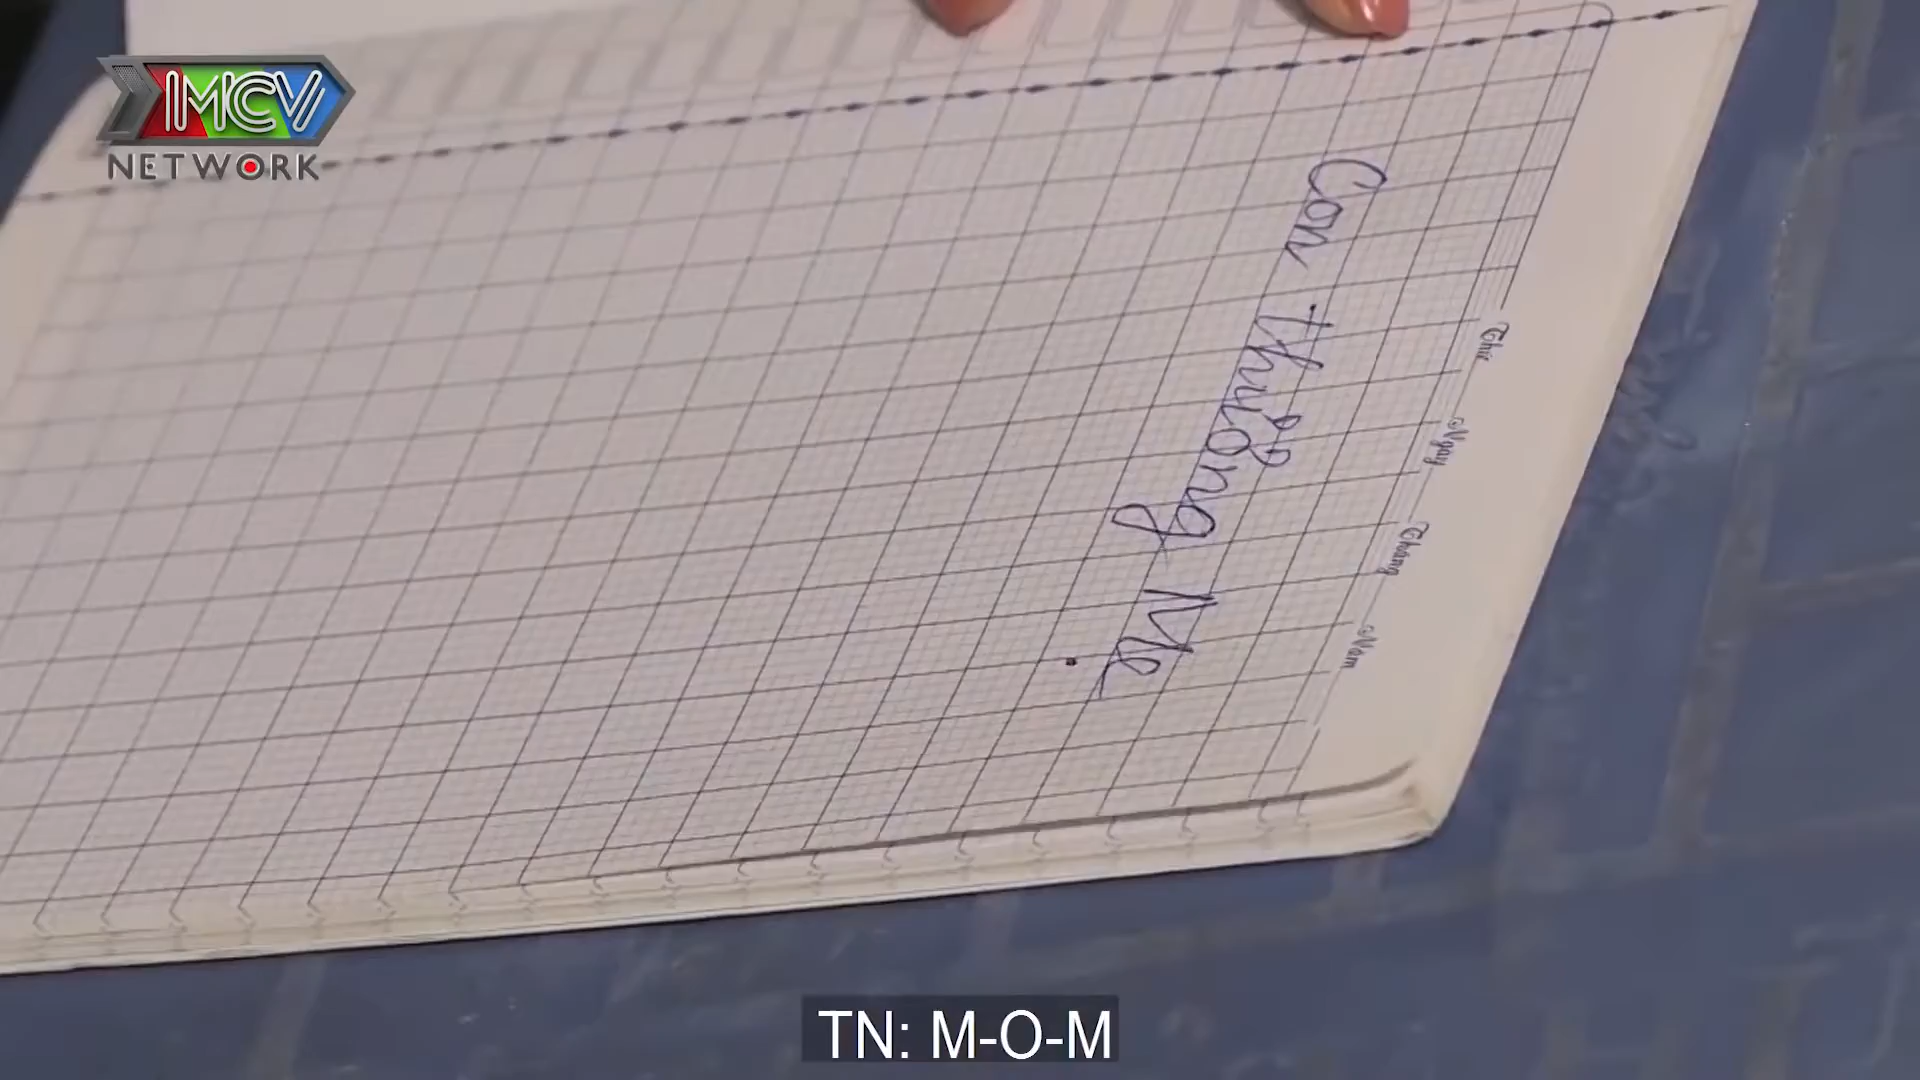 MCV
NETWORK
Thứ
Ngày
Tháng
Năm
Con thương Mẹ
TN: M-O-M